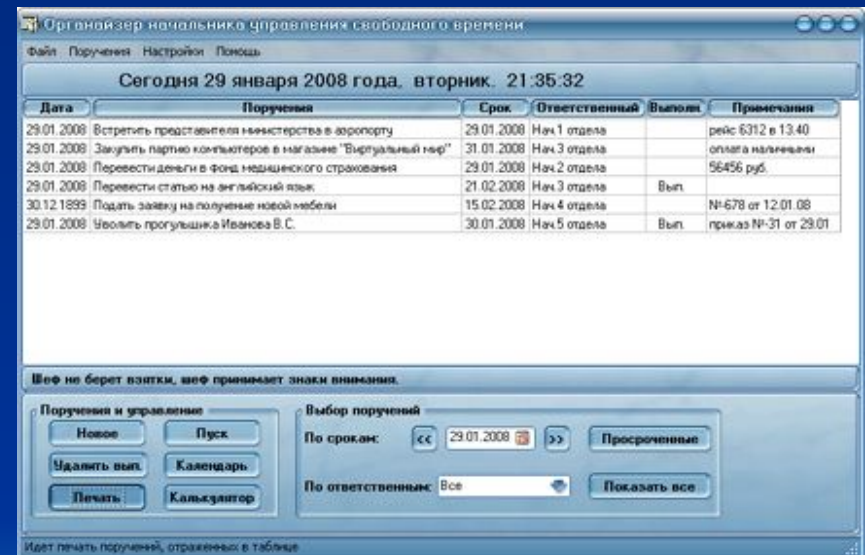 Органайзер начальника управления свободного времени
Файл Поручения Настройки Помощь
Сегодня 29 января 2008 года, вторник. 21:35:32
Дата Поручения Срок Ответственный Выполн. Примечания
29.01.2008 Встретить представителя министерства в аэропорту 29.01.2008 Нач.1 отдела рейс 6312 в 13.40
29.01.2008 Закупить партию компьютеров в магазине "Виртуальный мир" 31.01.2008 Нач.3 отдела оплата наличными
29.01.2008 Перевести деньги в Фонд медицинского страхования 29.01.2008 Нач.2 отдела 56456 руб.
29.01.2008 Перевести статью на английский язык 21.02.2008 Нач.3 отдела Вып.
30.12.1899 Подать заявку на получение новой мебели 15.02.2008 Нач.4 отдела №-678 от 12.01.08
29.01.2008 Уволить прогульщика Иванова В.С. 30.01.2008 Нач.5 отдела Вып. приказ №-31 от 29.01
Шеф не берет взятки, шеф принимает знаки внимания.
Поручения и управление Выбор поручений
Новое Пуск По срокам: << 29.01.2008 >> Просроченные
Удалить вып. Календарь
Печать Калькулятор По ответственным: Все Показать все
Идет печать поручений, отраженных в таблице